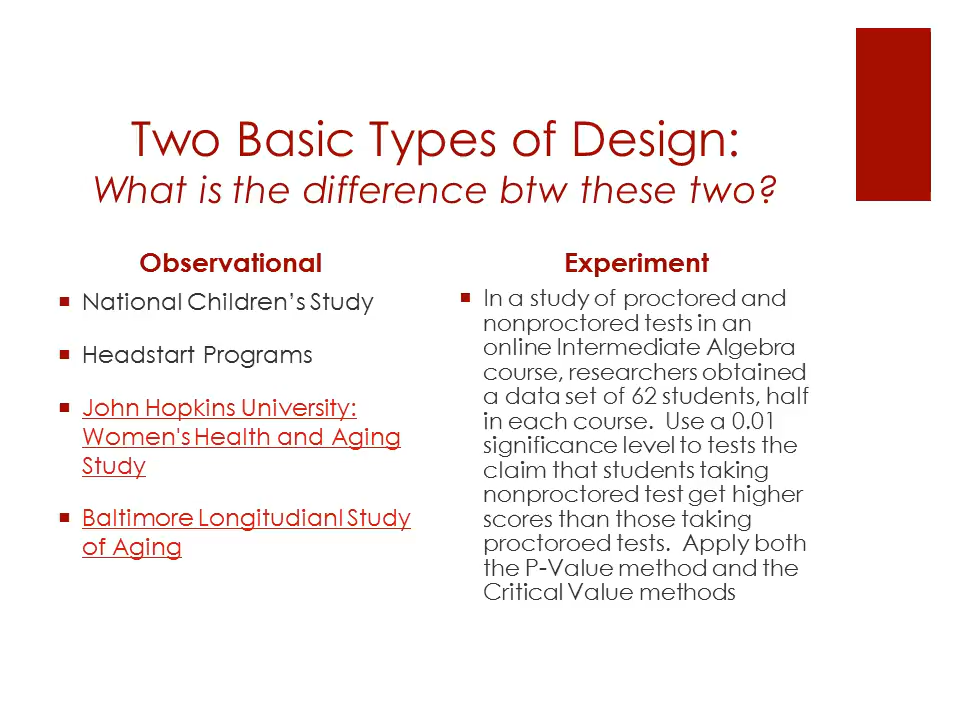 Two Basic Types of Design:
What is the difference btw these two?
Observational
National Children's Study
Headstart Programs
John Hopkins University:
Women's Health and Aging
Study
Baltimore Longitudianl Study
of Aging
Experiment
In a study of proctored and
nonproctored tests in an
online Intermediate Algebra
course, researchers obtained
a data set of 62 students, half
in each course.  Use a 0.01
significance level to tests the
claim that students taking
nonproctored test get higher
scores than those taking
proctoroed tests.  Apply both
the P-Value method and the
Critical Value methods